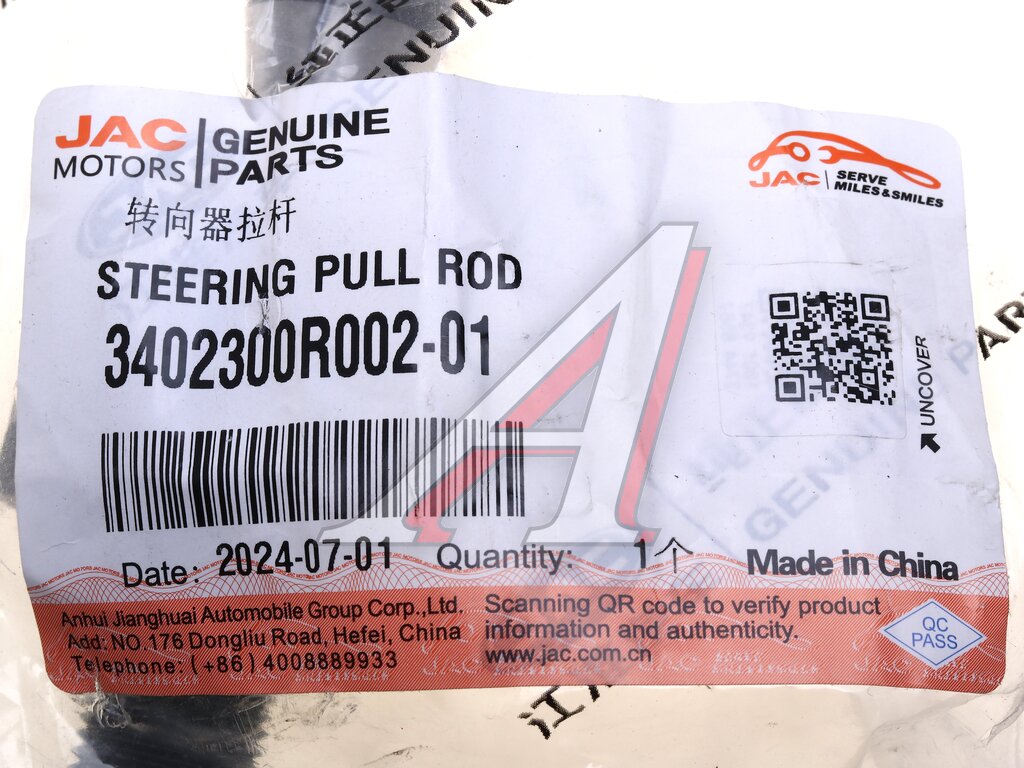 JAC MOTORS | GENUINE PARTS
JAC | SERVE MILES&SMILES
转向器拉杆
STEERING PULL ROD
3402300R002-01
UNCOVER
Date: 2024-07-01 Quantity: 1个 Made in China
Anhui Jianghuai Automobile Group Corp.,Ltd.
Add: NO.176 Dongliu Road, Hefei, China
Telephone: (+86) 4008889933
Scanning QR code to verify product
information and authenticity.
www.jac.com.cn
QC
PASS